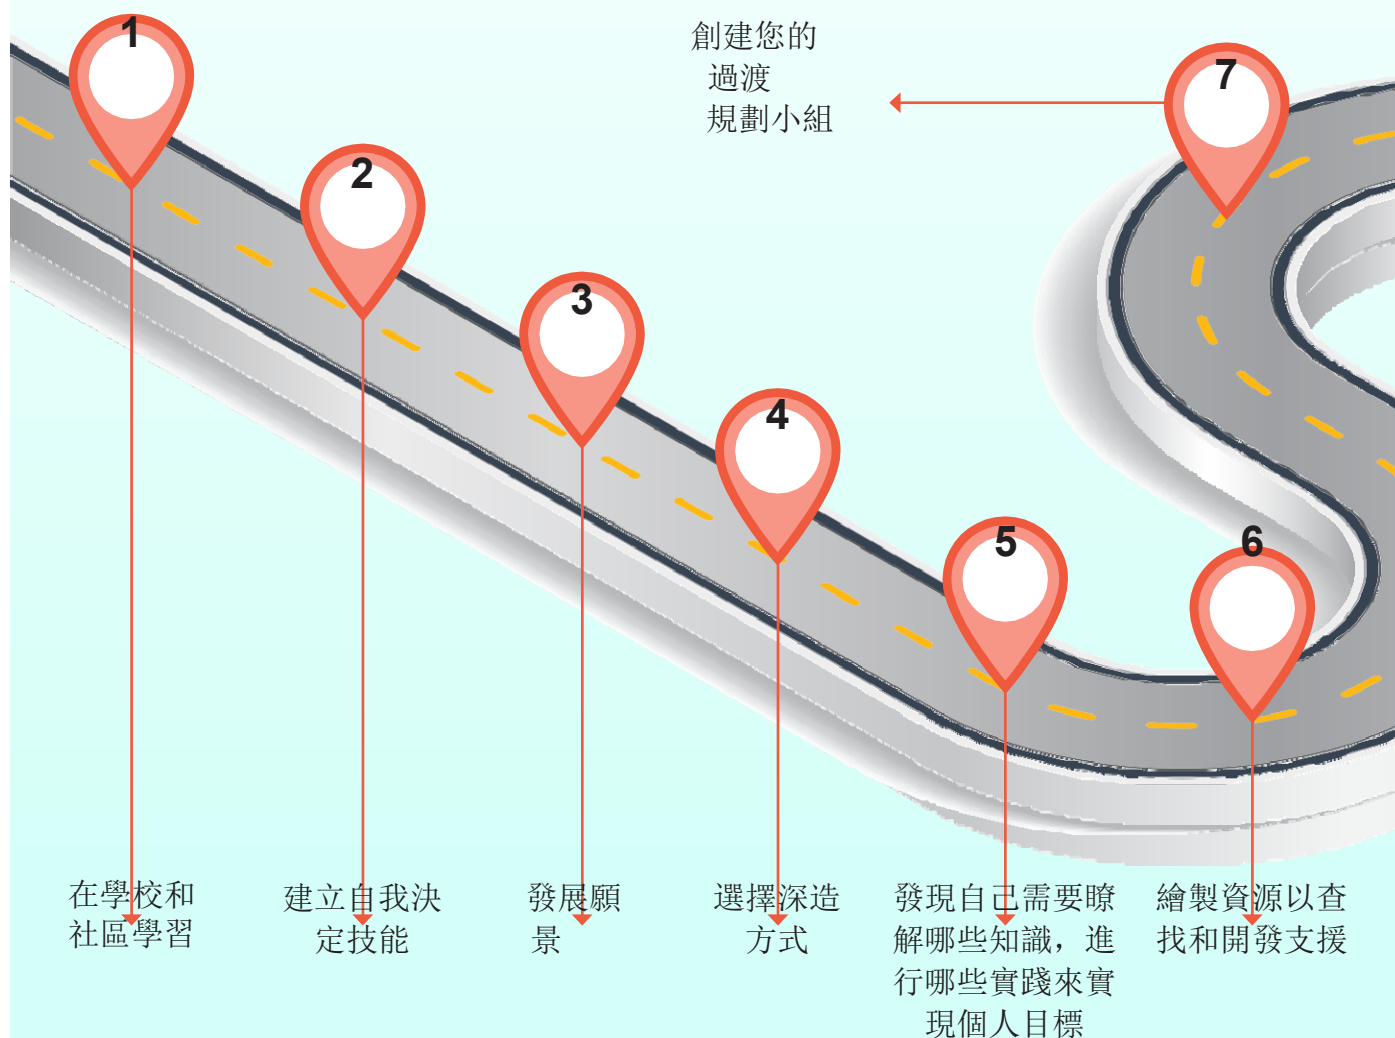 1
2
3
4
5
6
7
創建您的
過渡
規劃小組
在學校和
社區學習
建立自我決
定技能
發展願
景
選擇深造
方式
發現自己需要瞭
解哪些知識，進
行哪些實踐來實
現個人目標
繪製資源以查
找和開發支援